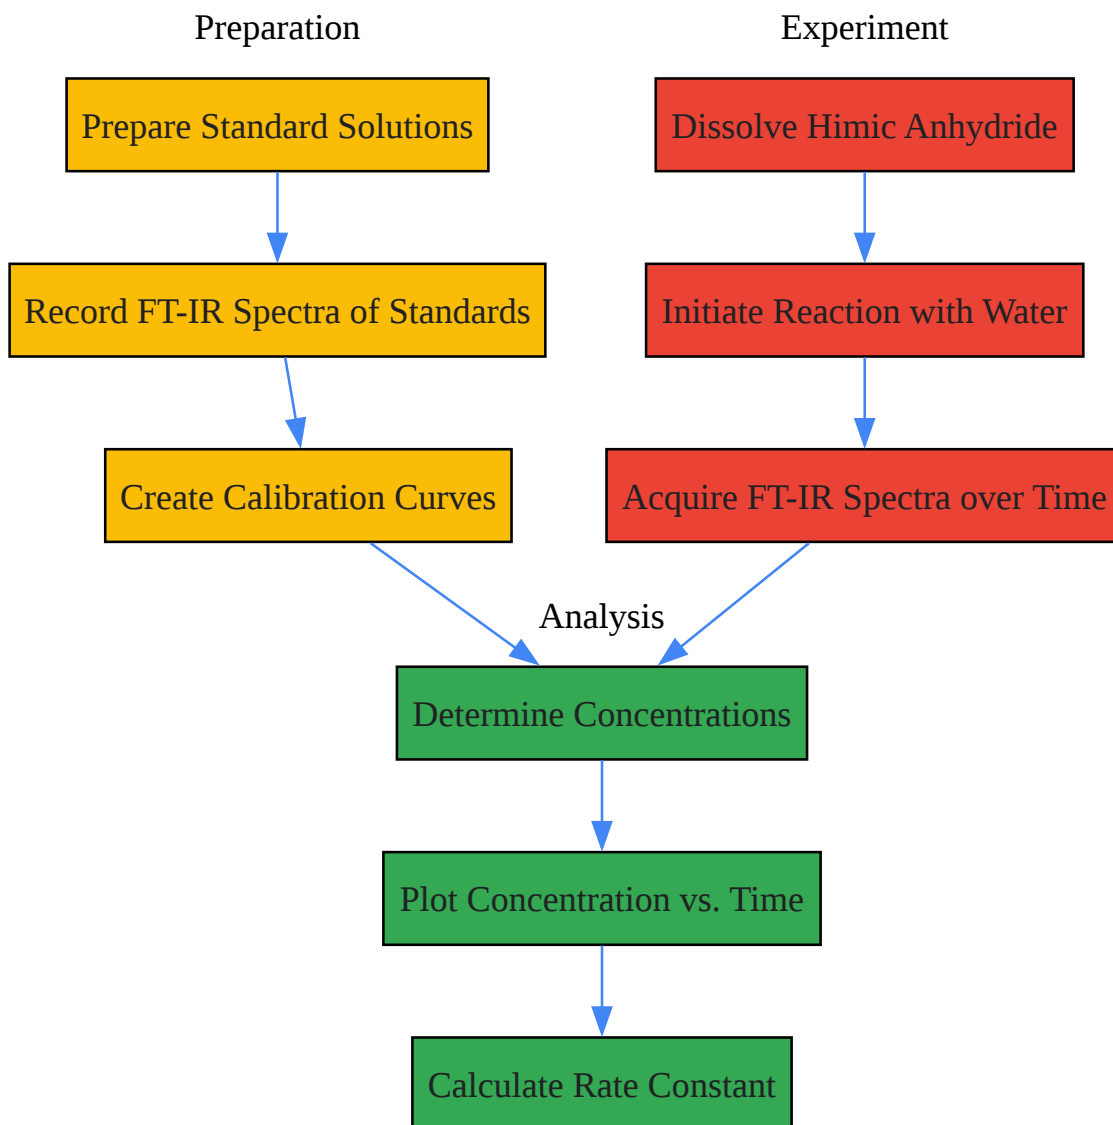 Preparation
Prepare Standard Solutions
Record FT-IR Spectra of Standards
Create Calibration Curves
Experiment
Dissolve Himic Anhydride
Initiate Reaction with Water
Acquire FT-IR Spectra over Time
Analysis
Determine Concentrations
Plot Concentration vs. Time
Calculate Rate Constant